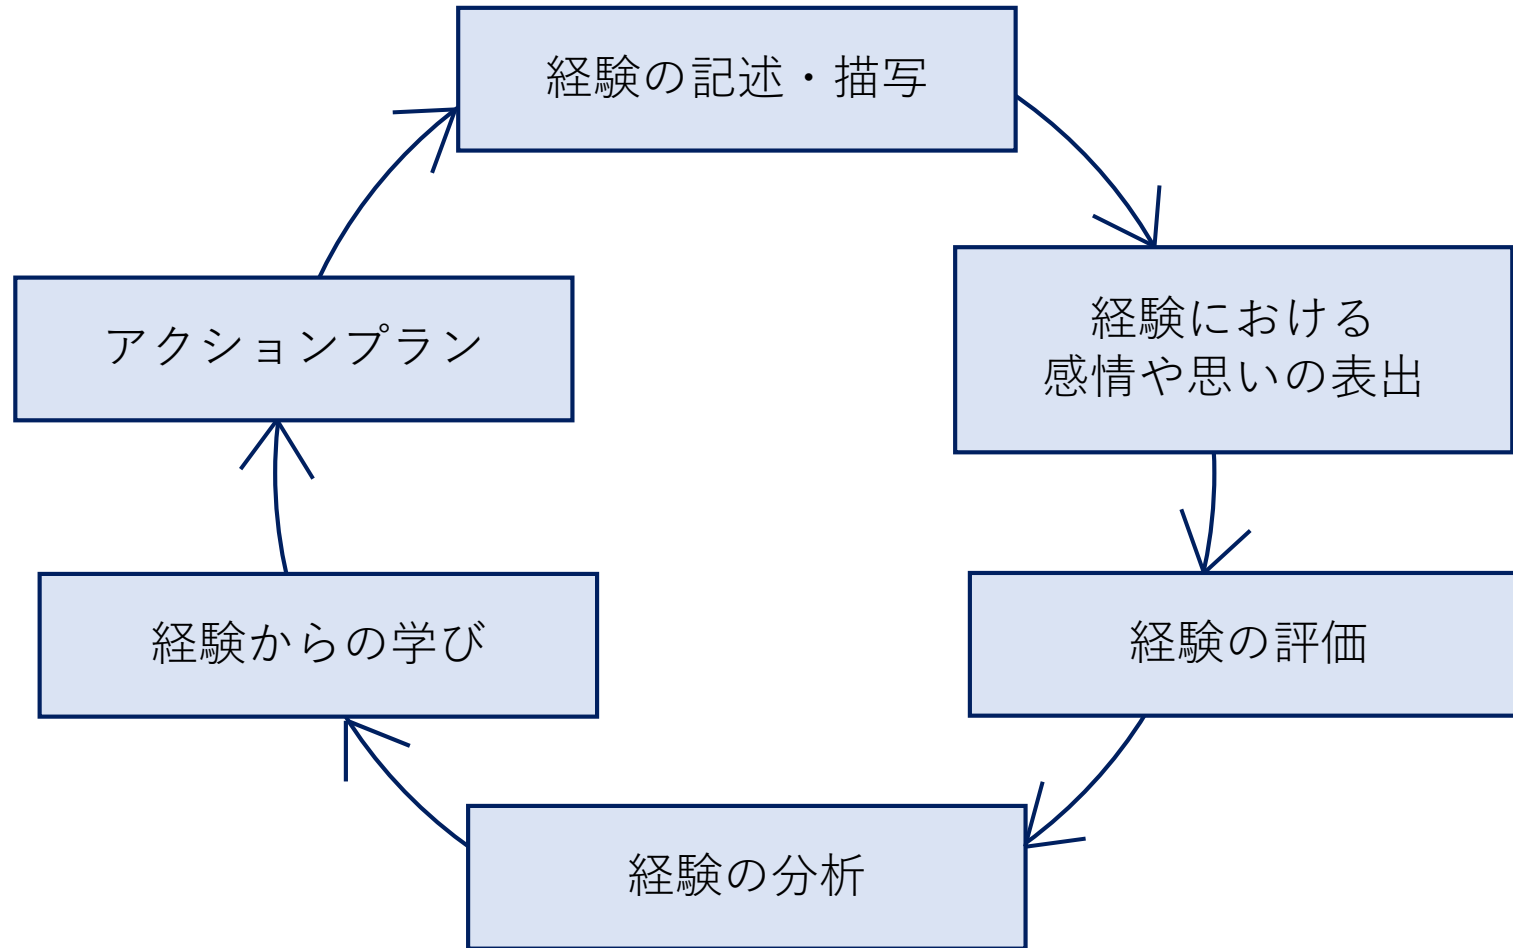 経験の記述・描写
経験における
感情や思いの表出
経験の評価
経験の分析
経験からの学び
アクションプラン